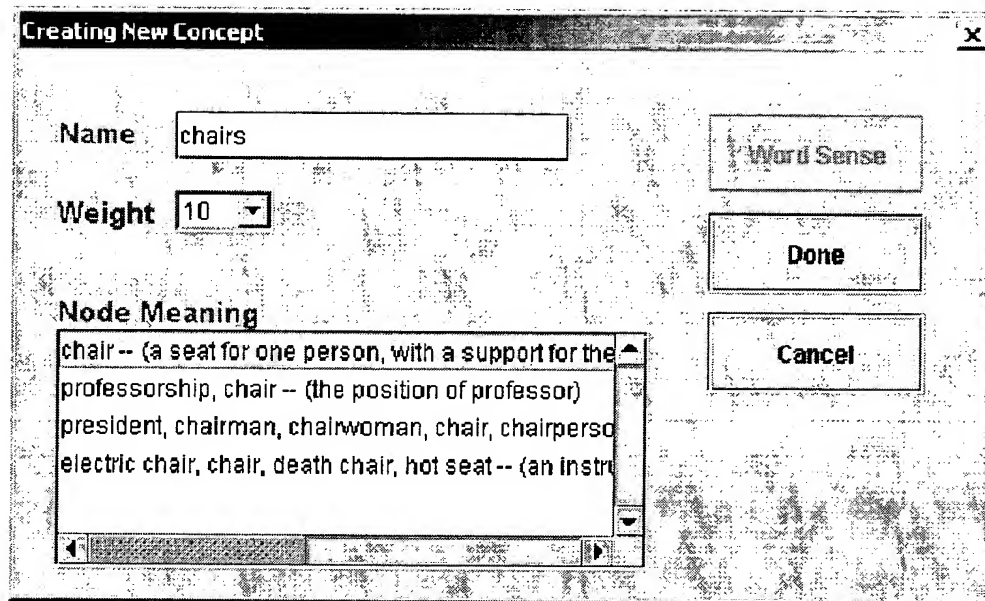 Creating New Concept
Name chairs
Word Sense
Weight 10
Done
Node Meaning
chair -- (a seat for one person, with a support for the
Cancel
professorship, chair -- (the position of professor)
president, chairman, chairwoman, chair, chairperso
electric chair, chair, death chair, hot seat -- (an instru